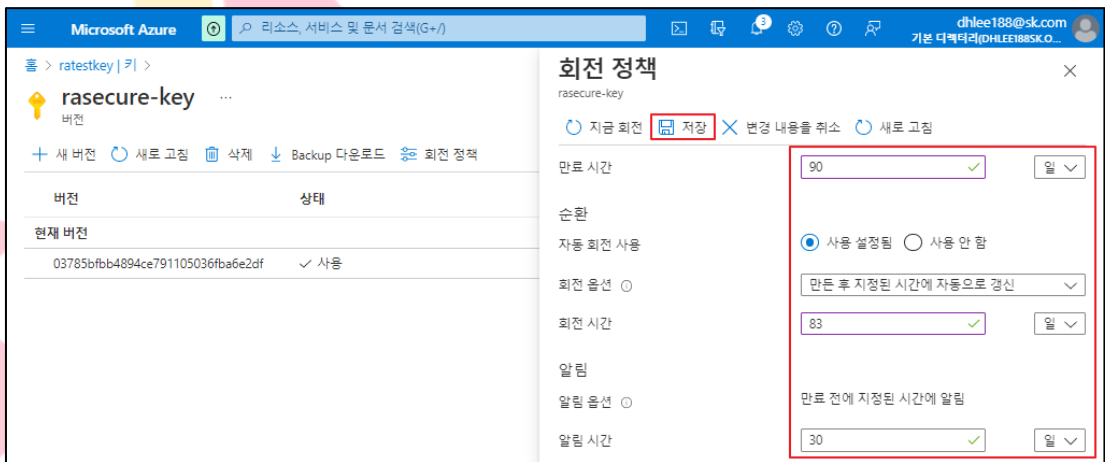 Microsoft Azure
리소스, 서비스 및 문서 검색(G+/)
3
dhlee188@sk.com
기본 디렉터리(DHLEE188SK.O...
홈 > ratestkey | 키 >
rasecure-key ...
버전
새 버전 새로 고침 삭제 Backup 다운로드 회전 정책
버전 상태
현재 버전
03785bfbb4894ce791105036fba6e2df 사용
회전 정책
rasecure-key
지금 회전 저장 변경 내용을 취소 새로 고침
만료 시간 90 일
순환
자동 회전 사용 사용 설정됨 사용 안 함
회전 옵션 만든 후 지정된 시간에 자동으로 갱신
회전 시간 83 일
알림
알림 옵션 만료 전에 지정된 시간에 알림
알림 시간 30 일